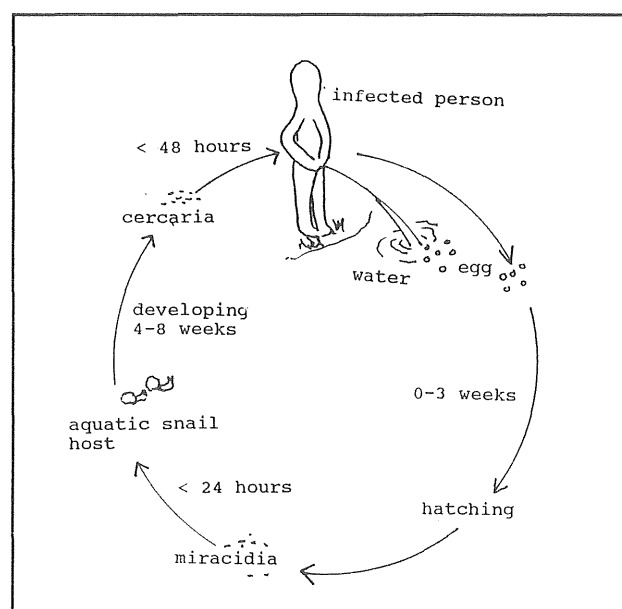 infected person
< 48 hours
cercaria
water
egg
developing
4-8 weeks
0-3 weeks
aquatic snail
host
< 24 hours
hatching
miracidia